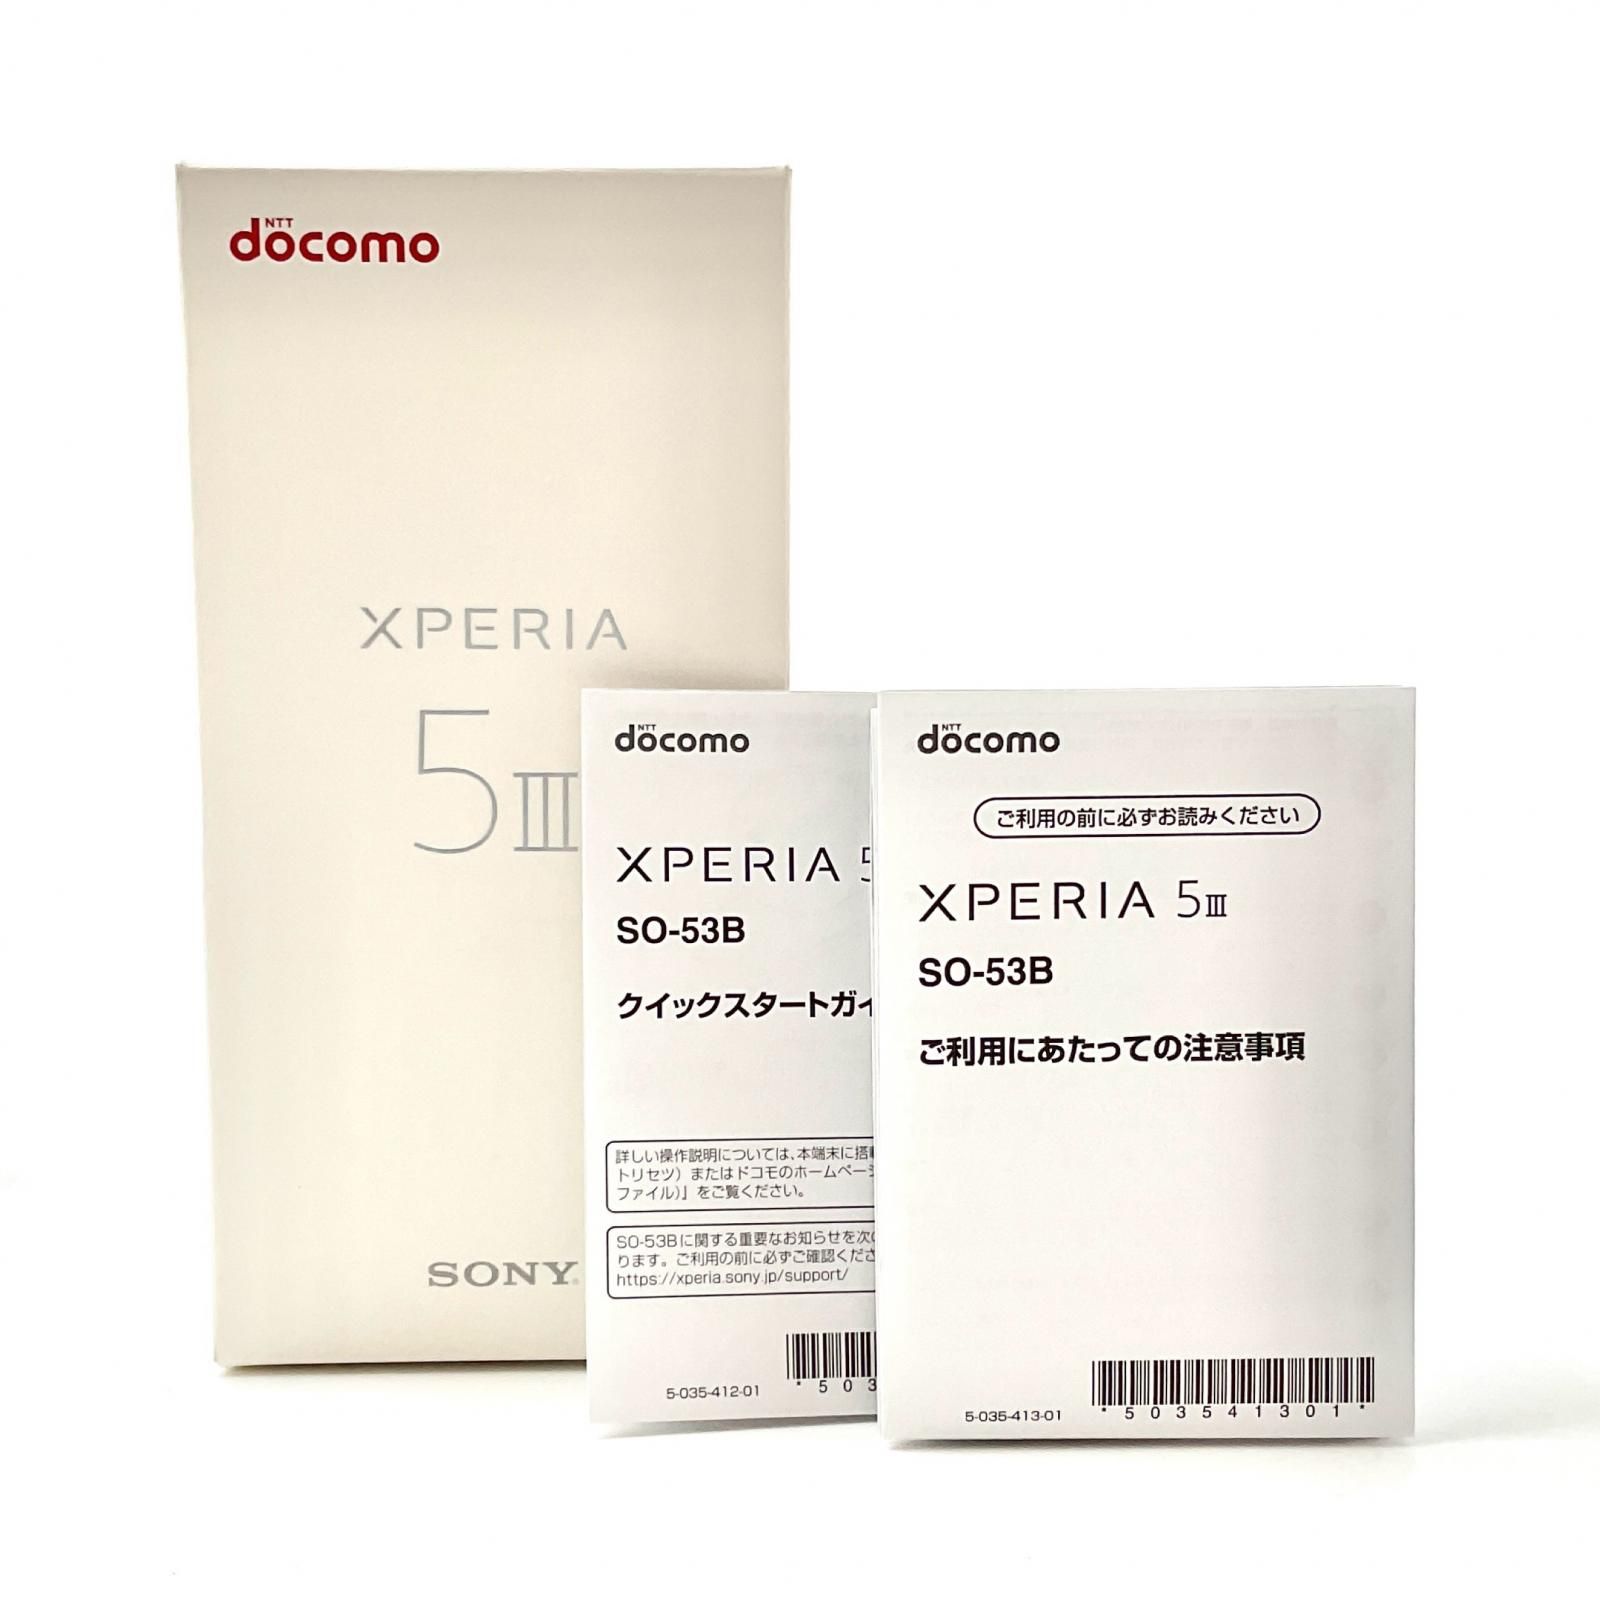 NTT
docomo
XPERIA
5III
SONY
NTT
docomo
XPERIA 5
SO-53B
クイックスタートガイ
詳しい操作説明については、本端末に搭
トリセツ）またはドコモのホームページ
ファイル）』をご覧ください。
SO-53Bに関する重要なお知らせを次の
ります。ご利用の前に必ずご確認くださ
https://xperia.sony.jp/support/
5-035-412-01
*503
NTT
docomo
ご利用の前に必ずお読みください
XPERIA 5III
SO-53B
ご利用にあたっての注意事項
5-035-413-01
*503541301*